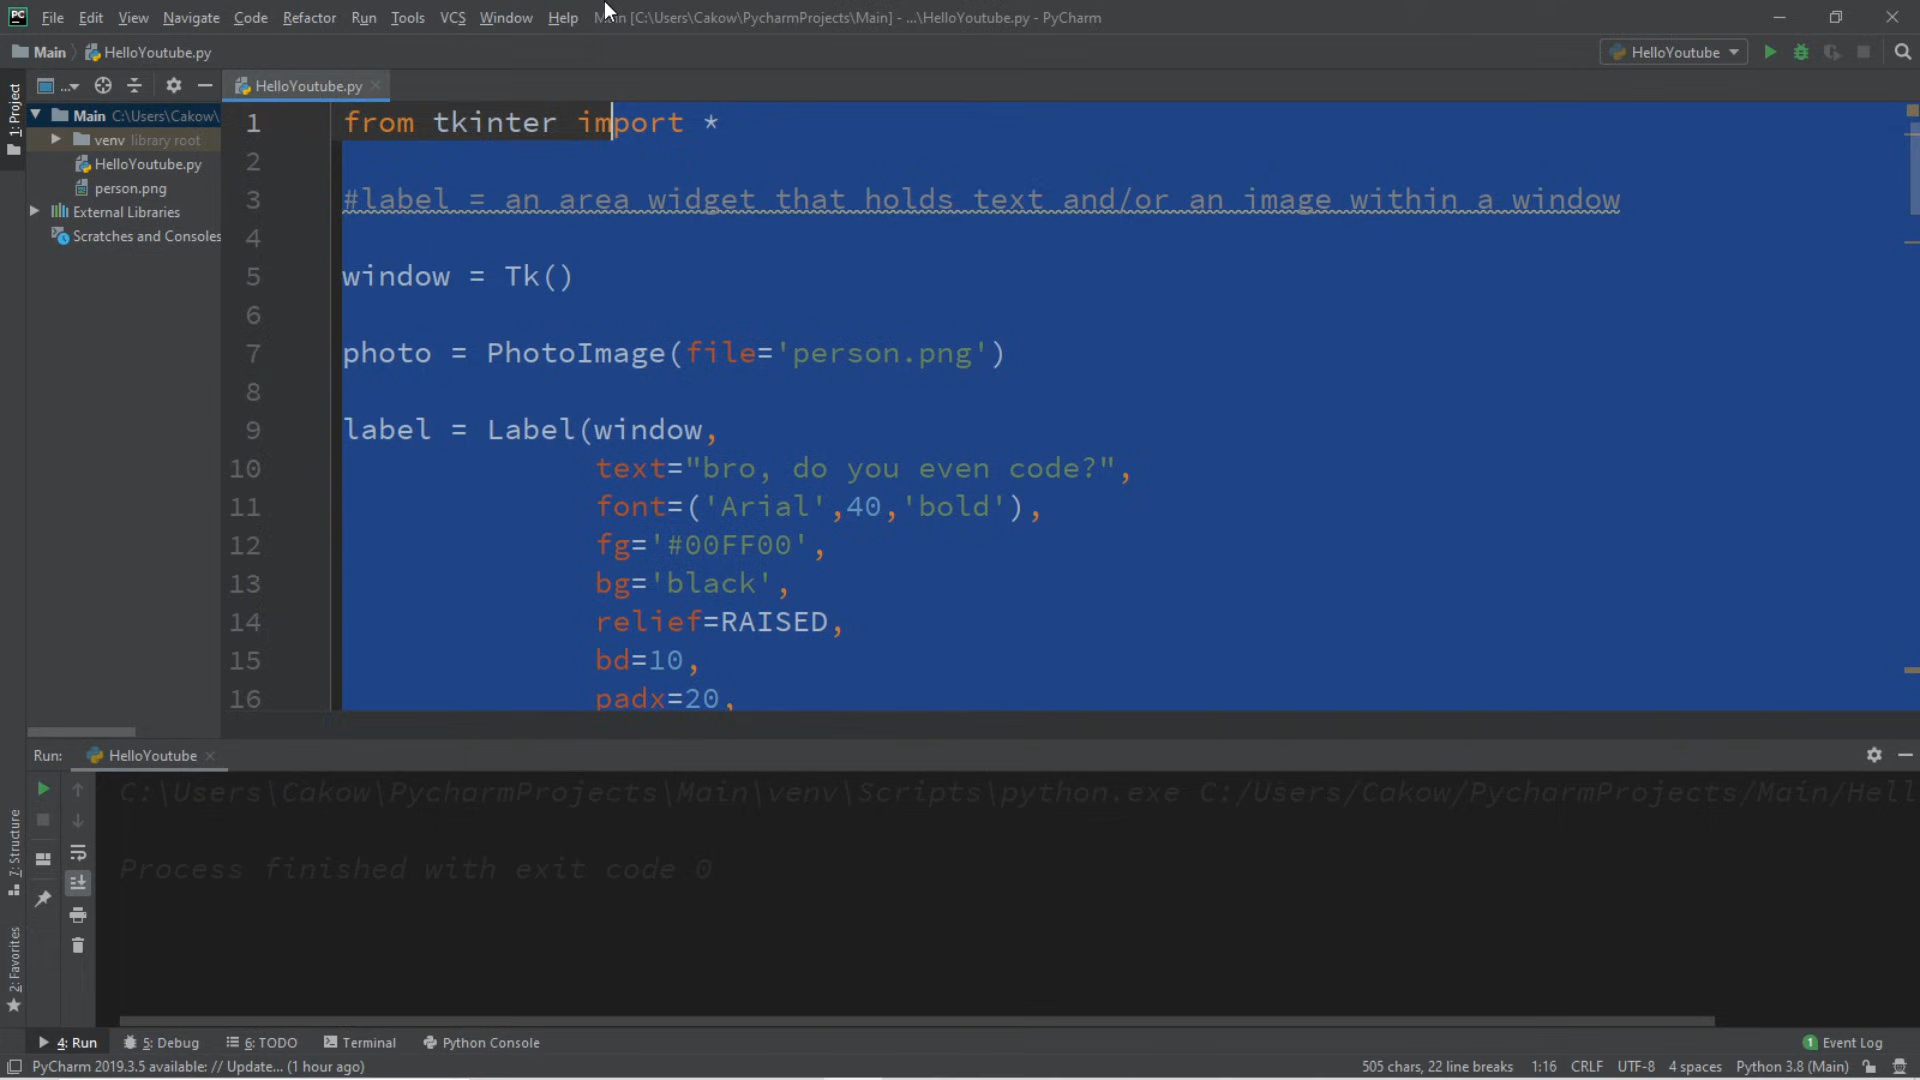 PC File Edit View Navigate Code Refactor Run Tools VCS Window Help Main [C:\Users\Cakow\PycharmProjects\Main] - ...\HelloYoutube.py - PyCharm
Main HelloYoutube.py HelloYoutube
... HelloYoutube.py
1: Project
Main C:\Users\Cakow\
venv library root
HelloYoutube.py
person.png
External Libraries
Scratches and Consoles
1 from tkinter import *
2
3 #label = an area widget that holds text and/or an image within a window
4
5 window = Tk()
6
7 photo = PhotoImage(file='person.png')
8
9 label = Label(window,
10 text="bro, do you even code?",
11 font=('Arial',40,'bold'),
12 fg='#00FF00',
13 bg='black',
14 relief=RAISED,
15 bd=10,
16 padx=20,
Run: HelloYoutube
C:\Users\Cakow\PycharmProjects\Main\venv\Scripts\python.exe C:/Users/Cakow/PycharmProjects/Main/Hell
Process finished with exit code 0
7: Structure
2: Favorites
4: Run 5: Debug 6: TODO Terminal Python Console 1 Event Log
PyCharm 2019.3.5 available: // Update... (1 hour ago) 505 chars, 22 line breaks 1:16 CRLF UTF-8 4 spaces Python 3.8 (Main)